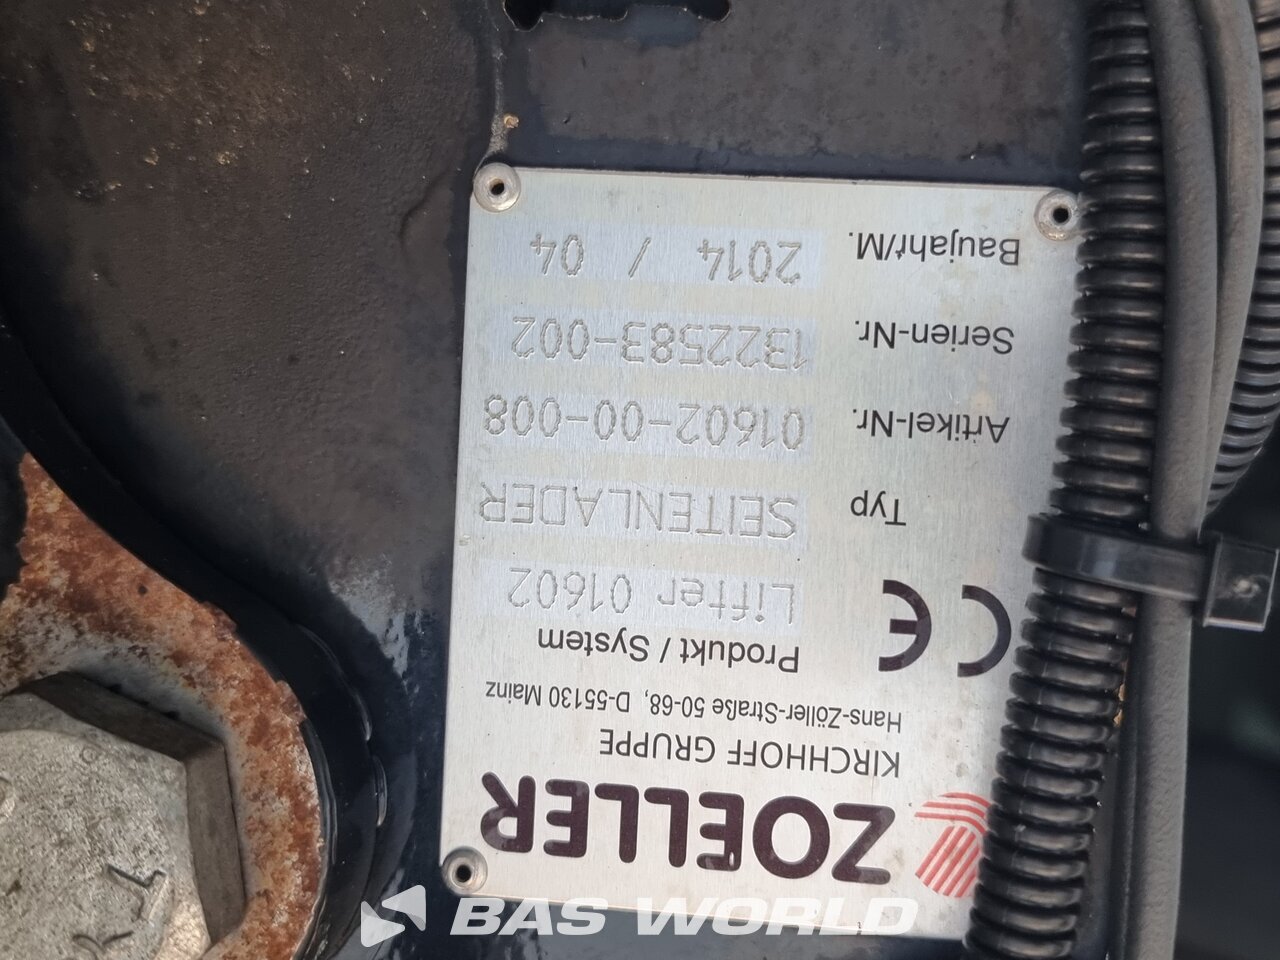 ZOELLER
KIRCHHOFF GRUPPE
Hans-Zöller-Straße 50-68, D-55130 Mainz
CE
Produkt / System
Lifter 01602
Typ SEITENLADER
Artikel-Nr. 01602-00-008
Serien-Nr. 1322583-002
Baujahr/M. 2014 / 04
BAS WORLD